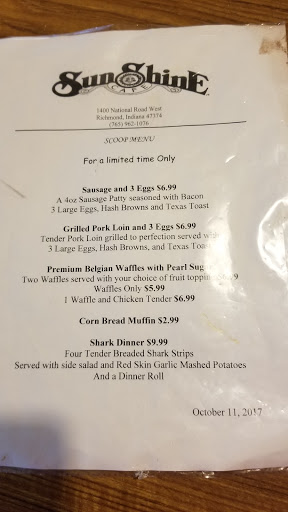 SunShine
CAFE
1400 National Road West
Richmond, Indiana 47374
(765) 962-1076
SCOOP MENU
For a limited time Only
Sausage and 3 Eggs $6.99
A 4oz Sausage Patty seasoned with Bacon
3 Large Eggs, Hash Browns and Texas Toast
Grilled Pork Loin and 3 Eggs $6.99
Tender Pork Loin grilled to perfection served with
3 Large Eggs, Hash Browns, and Texas Toast
Premium Belgian Waffles with Pearl
Two Waffles served with your choice of fruit topping
Waffles Only $5.99
1 Waffle and Chicken Tender $6.99
Corn Bread Muffin $2.99
Shark Dinner $9.99
Four Tender Breaded Shark Strips
Served with side salad and Red Skin Garlic Mashed Potatoes
And a Dinner Roll
October 11, 2017